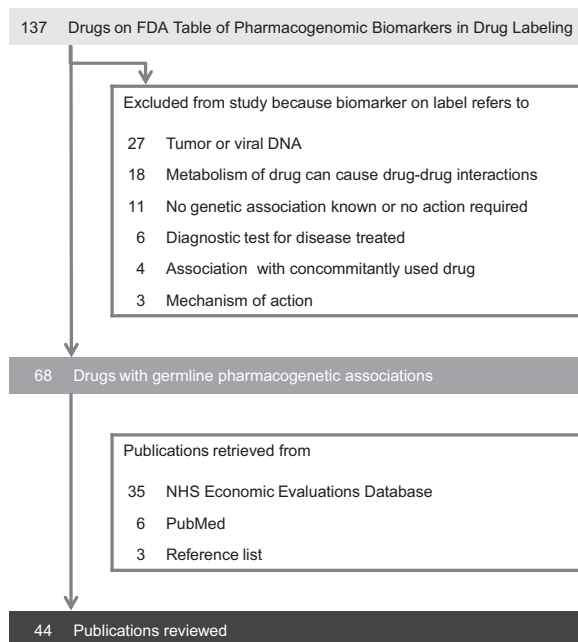 137 Drugs on FDA Table of Pharmacogenomic Biomarkers in Drug Labeling
Excluded from study because biomarker on label refers to
27 Tumor or viral DNA
18 Metabolism of drug can cause drug-drug interactions
11 No genetic association known or no action required
6 Diagnostic test for disease treated
4 Association with concommitantly used drug
3 Mechanism of action
68 Drugs with germline pharmacogenetic associations
Publications retrieved from
35 NHS Economic Evaluations Database
6 PubMed
3 Reference list
44 Publications reviewed